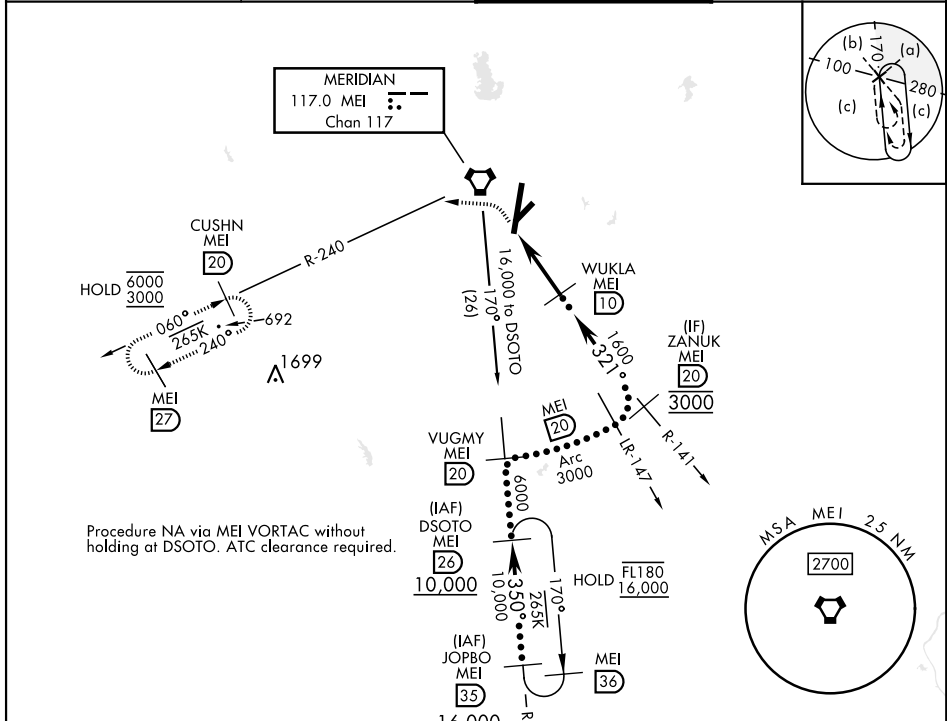 MERIDIAN
117.0 MEI
Chan 117
(b)
170°
(a)
100
280
(c)
(c)
CUSHN
MEI
20
R-240
HOLD 6000
3000
060°
265K
240°
692
1699
MEI
27
16,000 to DSOTO
170°
(26)
WUKLA
MEI
10
1600
321°
(IF)
ZANUK
MEI
20
3000
MEI
20
Arc
3000
LR-147
R-141
VUGMY
MEI
20
6000
Procedure NA via MEI VORTAC without
holding at DSOTO. ATC clearance required.
(IAF)
DSOTO
MEI
26
10,000
350°
10,000
265K
170°
HOLD FL180
16,000
(IAF)
JOPBO
MEI
35
16,000
MEI
36
R
MSA MEI 25 NM
2700